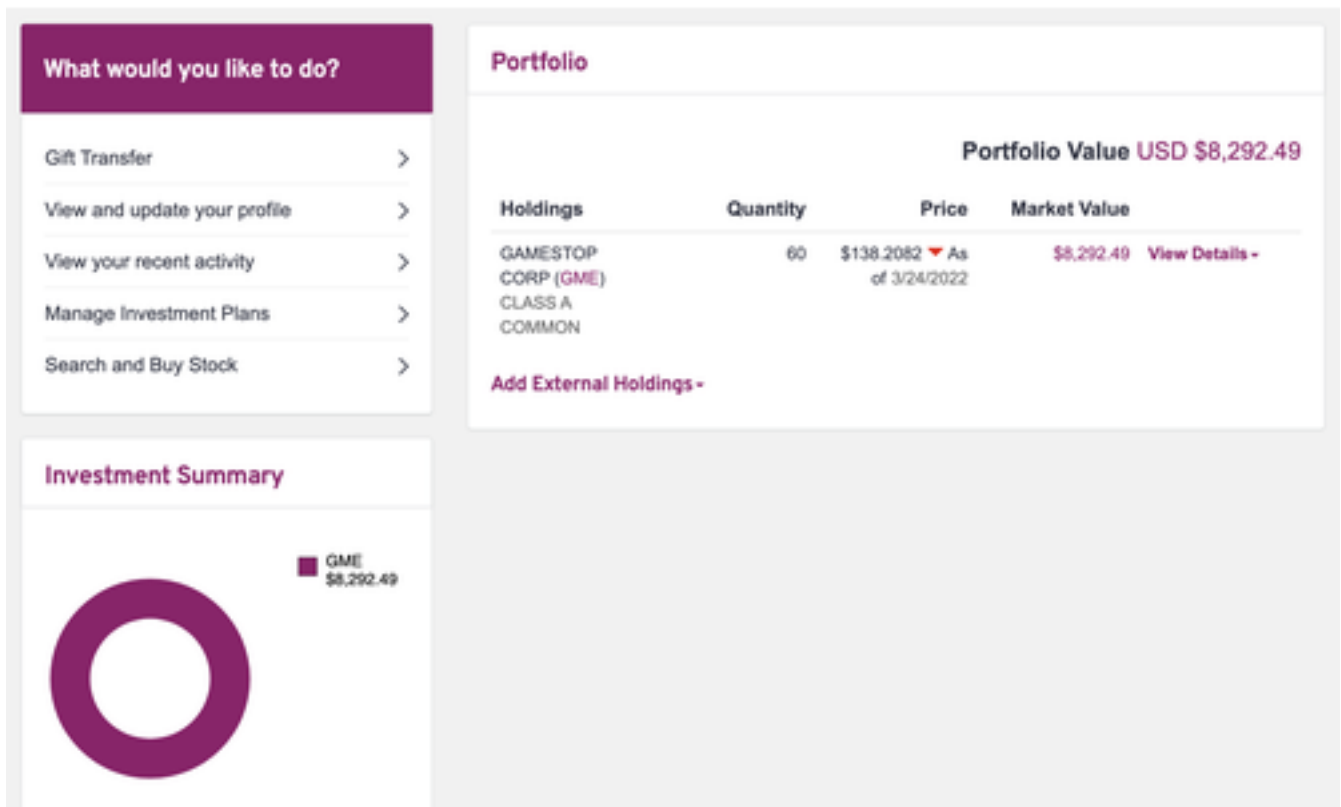 What would you like to do?
Gift Transfer
View and update your profile
View your recent activity
Manage Investment Plans
Search and Buy Stock
Portfolio
Portfolio Value USD $8,292.49
Holdings Quantity Price Market Value
GAMESTOP 60 $138.2082 ▼ As $8,292.49 View Details
CORP (GME) of 3/24/2022
CLASS A
COMMON
Add External Holdings
Investment Summary
GME
$8,292.49